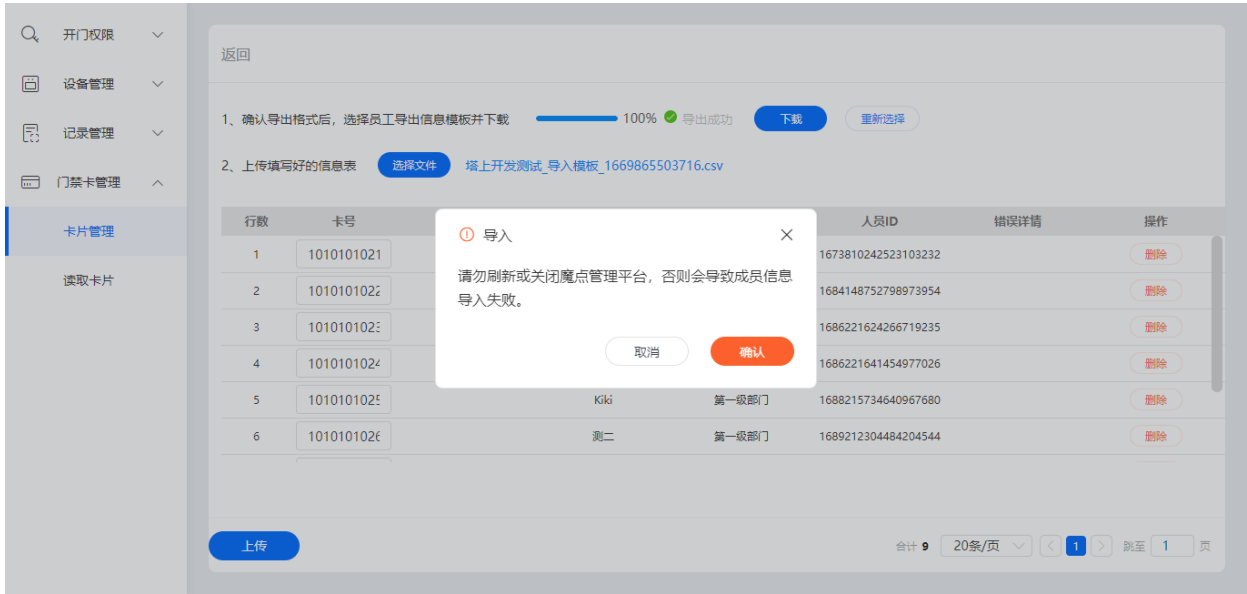 开门权限
设备管理
记录管理
门禁卡管理
卡片管理
读取卡片
返回
1、确认导出格式后，选择员工导出信息模板并下载 100% 导出成功 下载 重新选择
2、上传填写好的信息表 选择文件 塔上开发测试_导入模板_1669865503716.csv
行数 卡号 人员ID 错误详情 操作
1 1010101021 1673810242523103232 删除
2 1010101022 1684148752798973954 删除
3 1010101023 1686221624266719235 删除
4 1010101024 1686221641454977026 删除
5 1010101025 Kiki 第一级部门 1688215734640967680 删除
6 1010101026 测二 第一级部门 1689212304484204544 删除
导入
请勿刷新或关闭魔点管理平台，否则会导致成员信息
导入失败。
取消 确认
上传 合计 9 20条/页 1 跳至 1 页